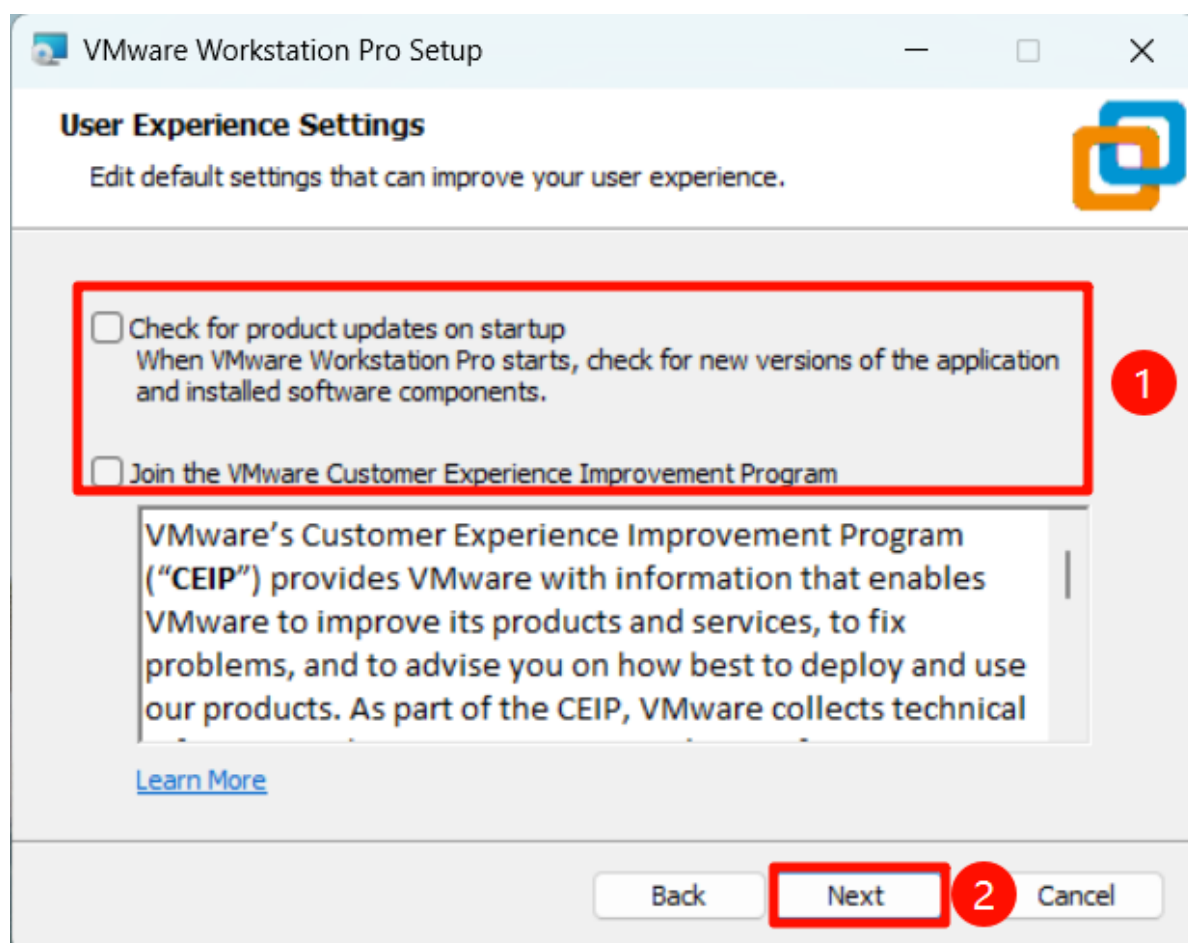 VMware Workstation Pro Setup
User Experience Settings
Edit default settings that can improve your user experience.
Check for product updates on startup
When VMware Workstation Pro starts, check for new versions of the application
and installed software components.
1
Join the VMware Customer Experience Improvement Program
VMware’s Customer Experience Improvement Program
(“CEIP”) provides VMware with information that enables
VMware to improve its products and services, to fix
problems, and to advise you on how best to deploy and use
our products. As part of the CEIP, VMware collects technical
Learn More
Back
Next
2
Cancel